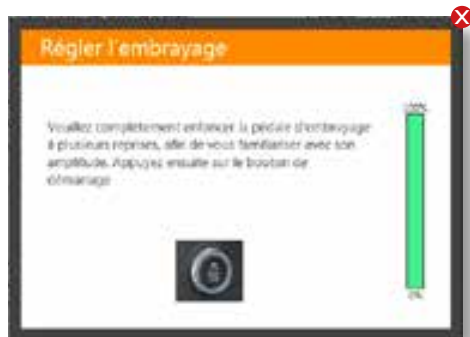 Régler l'embrayage
100%
Veuillez complètement enfoncer la pédale d'embrayage
à plusieurs reprises, afin de vous familiariser avec son
amplitude. Appuyez ensuite sur le bouton de
démarrage
0%